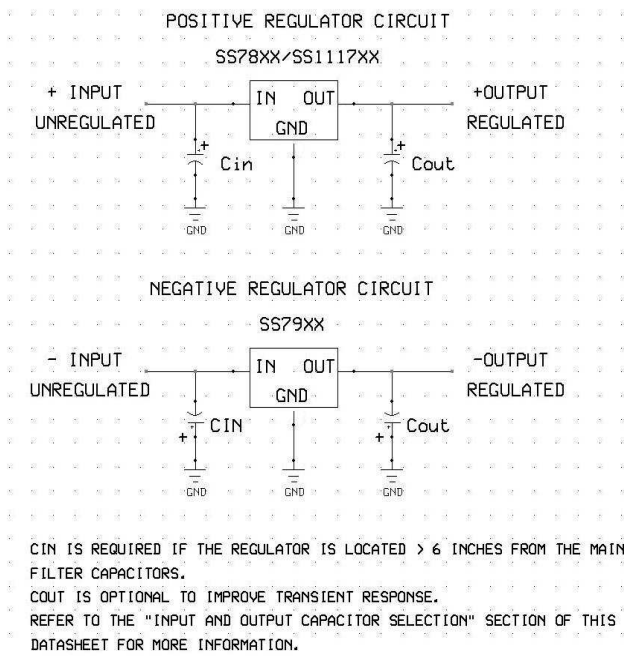 POSITIVE REGULATOR CIRCUIT
SS78XX/SS1117XX
+ INPUT
UNREGULATED
IN OUT
GND
+OUTPUT
REGULATED
+
Cin
+
Cout
GND
GND
GND
NEGATIVE REGULATOR CIRCUIT
SS79XX
- INPUT
UNREGULATED
IN OUT
GND
-OUTPUT
REGULATED
CIN
+
Cout
+
GND
GND
GND
CIN IS REQUIRED IF THE REGULATOR IS LOCATED > 6 INCHES FROM THE MAIN
FILTER CAPACITORS.
COUT IS OPTIONAL TO IMPROVE TRANSIENT RESPONSE.
REFER TO THE "INPUT AND OUTPUT CAPACITOR SELECTION" SECTION OF THIS
DATASHEET FOR MORE INFORMATION.